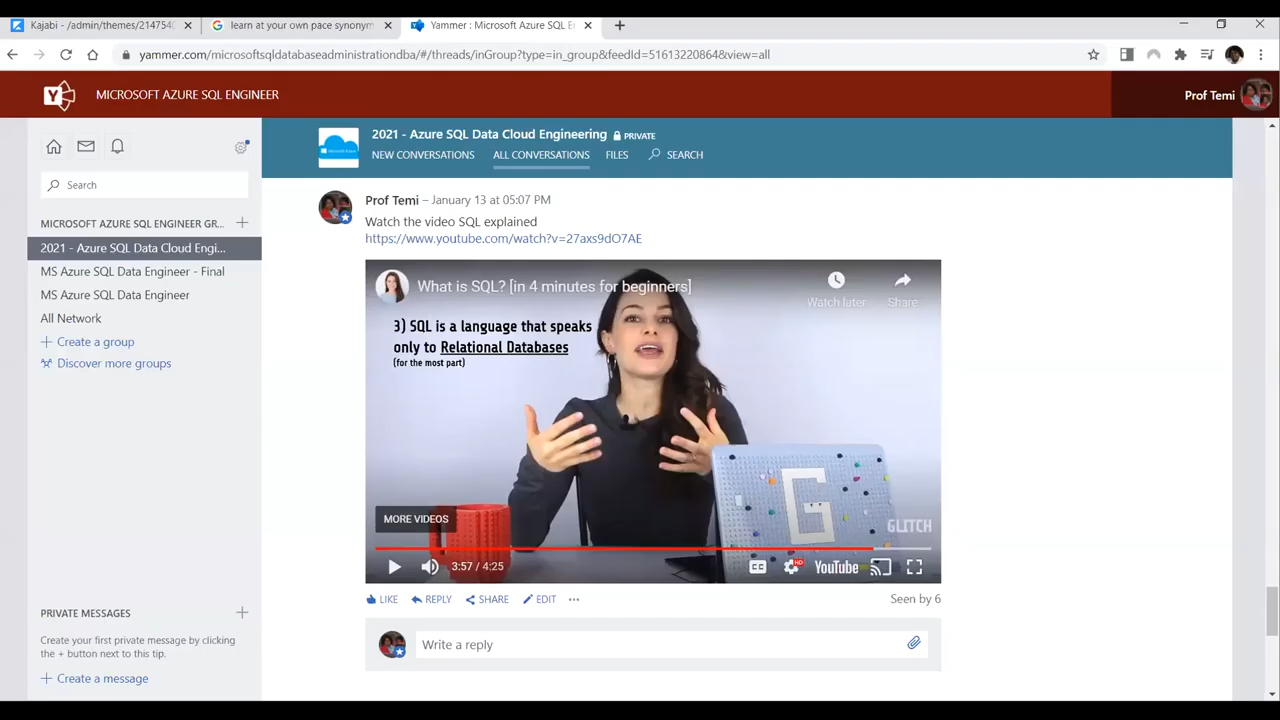 Kajabi - /admin/themes/2147540
learn at your own pace synonym
Yammer : Microsoft Azure SQL E
yammer.com/microsoftsqldatabaseadministrationdba/#/threads/inGroup?type=in_group&feedId=51613220864&view=all
MICROSOFT AZURE SQL ENGINEER
Prof Temi
Search
MICROSOFT AZURE SQL ENGINEER GR...
2021 - Azure SQL Data Cloud Engi...
MS Azure SQL Data Engineer - Final
MS Azure SQL Data Engineer
All Network
Create a group
Discover more groups
PRIVATE MESSAGES
Create your first private message by clicking
the + button next to this tip.
Create a message
2021 - Azure SQL Data Cloud Engineering PRIVATE
NEW CONVERSATIONS ALL CONVERSATIONS FILES SEARCH
Prof Temi – January 13 at 05:07 PM
Watch the video SQL explained
https://www.youtube.com/watch?v=27axs9dO7AE
What is SQL? [in 4 minutes for beginners]
Watch later Share
3) SQL is a language that speaks
only to Relational Databases
(for the most part)
G
GLITCH
MORE VIDEOS
3:57 / 4:25 CC HD YouTube
LIKE REPLY SHARE EDIT ... Seen by 6
Write a reply